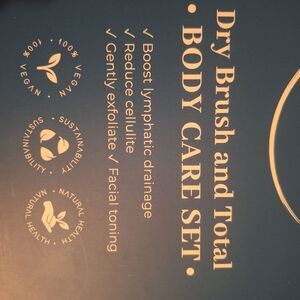 Dry Brush and Total
• BODY CARE SET •
✓ Boost lymphatic drainage
✓ Reduce cellulite
✓ Gently exfoliate ✓ Facial toning
100% VEGAN • 100% VEGAN •
SUSTAINABILITY • SUSTAINABILITY •
NATURAL HEALTH • NATURAL HEALTH •